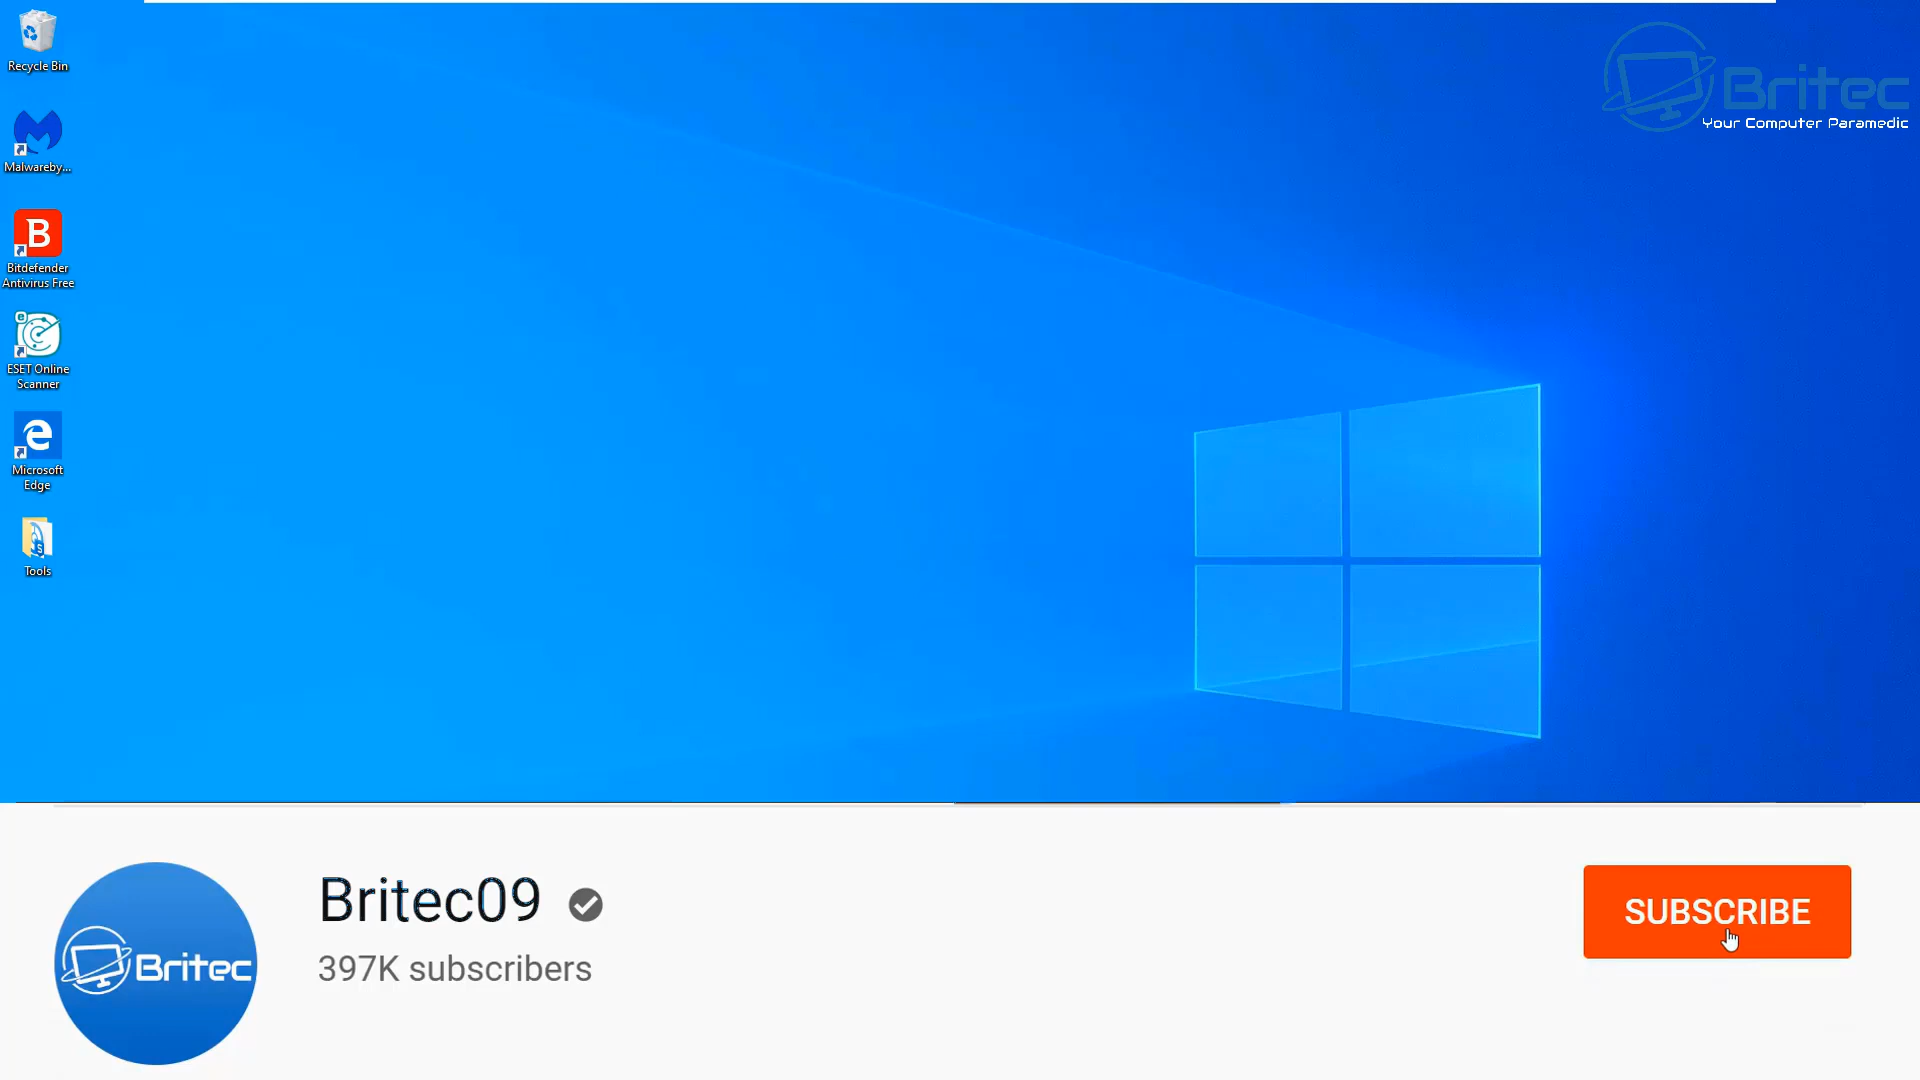 Recycle Bin
Britec
Your Computer Paramedic
Malwareby...
B
Bitdefender
Antivirus Free
ESET Online
Scanner
Microsoft
Edge
Tools
Britec09
SUBSCRIBE
397K subscribers
Britec